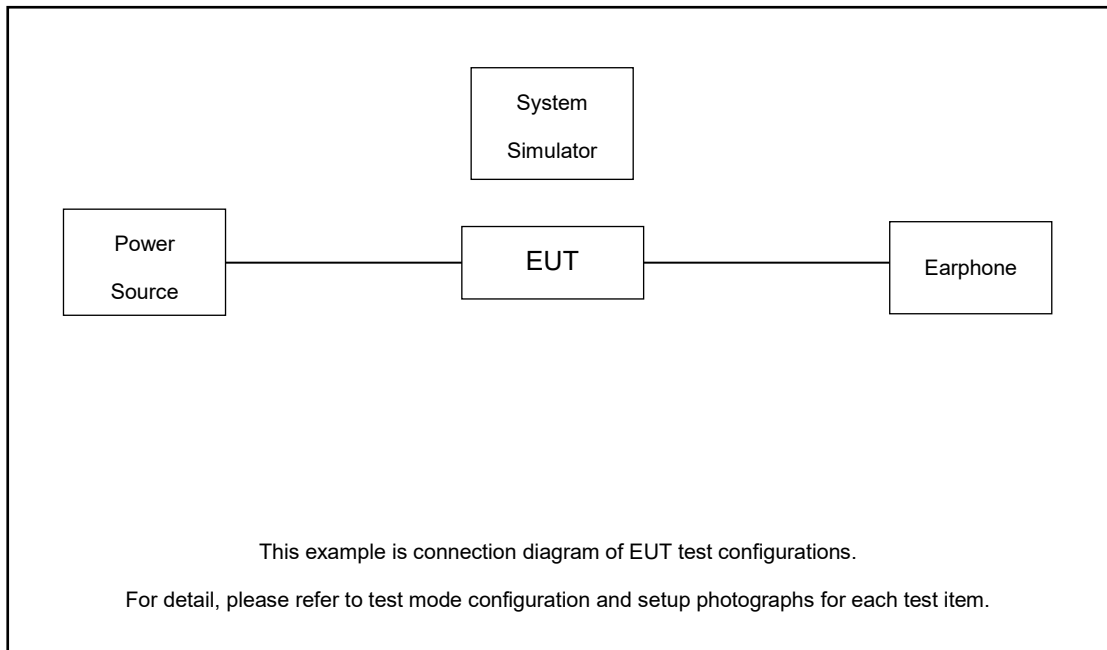 System
Simulator
Power
Source
EUT
Earphone
This example is connection diagram of EUT test configurations.
For detail, please refer to test mode configuration and setup photographs for each test item.